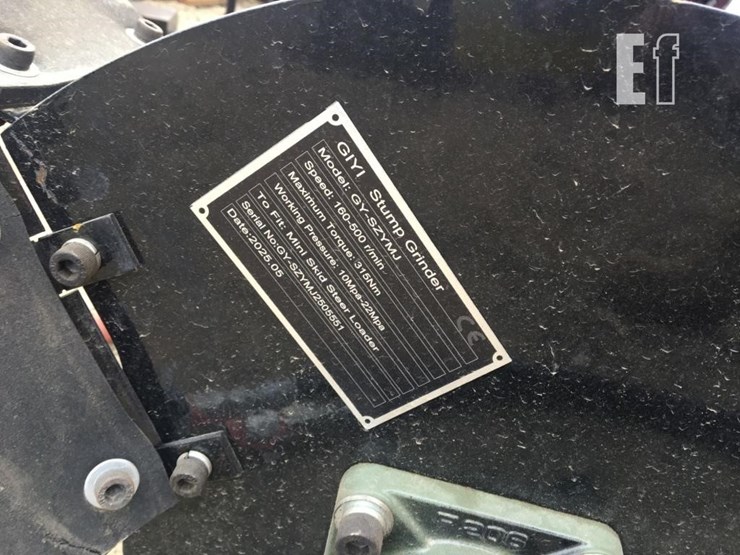 Ef
GIYI Stump Grinder
Model: GY-SZYMJ
Speed: 160-500 r/min
Maximum Torque: 315Nm
Working Pressure: 10Mpa-22Mpa
To Fit: Mini Skid Steer Loader
Serial No:GY-SZYMJ2505551
Date:2025.05
CE
F206